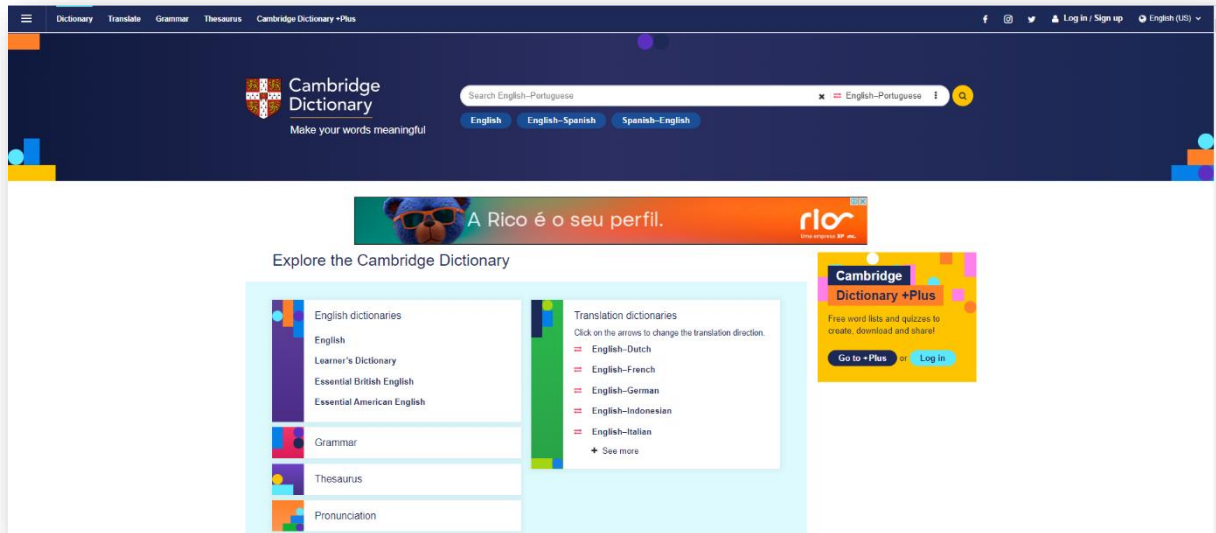 Dictionary Translate Grammar Thesaurus Cambridge Dictionary +Plus Log in / Sign up English (US)
Cambridge
Dictionary
Make your words meaningful
Search English–Portuguese English–Portuguese
English English–Spanish Spanish–English
A Rico é o seu perfil.
rico
Uma empresa XP inc.
Explore the Cambridge Dictionary
English dictionaries
English
Learner's Dictionary
Essential British English
Essential American English
Grammar
Thesaurus
Pronunciation
Translation dictionaries
Click on the arrows to change the translation direction.
English–Dutch
English–French
English–German
English–Indonesian
English–Italian
+ See more
Cambridge
Dictionary +Plus
Free word lists and quizzes to
create, download and share!
Go to +Plus or Log in